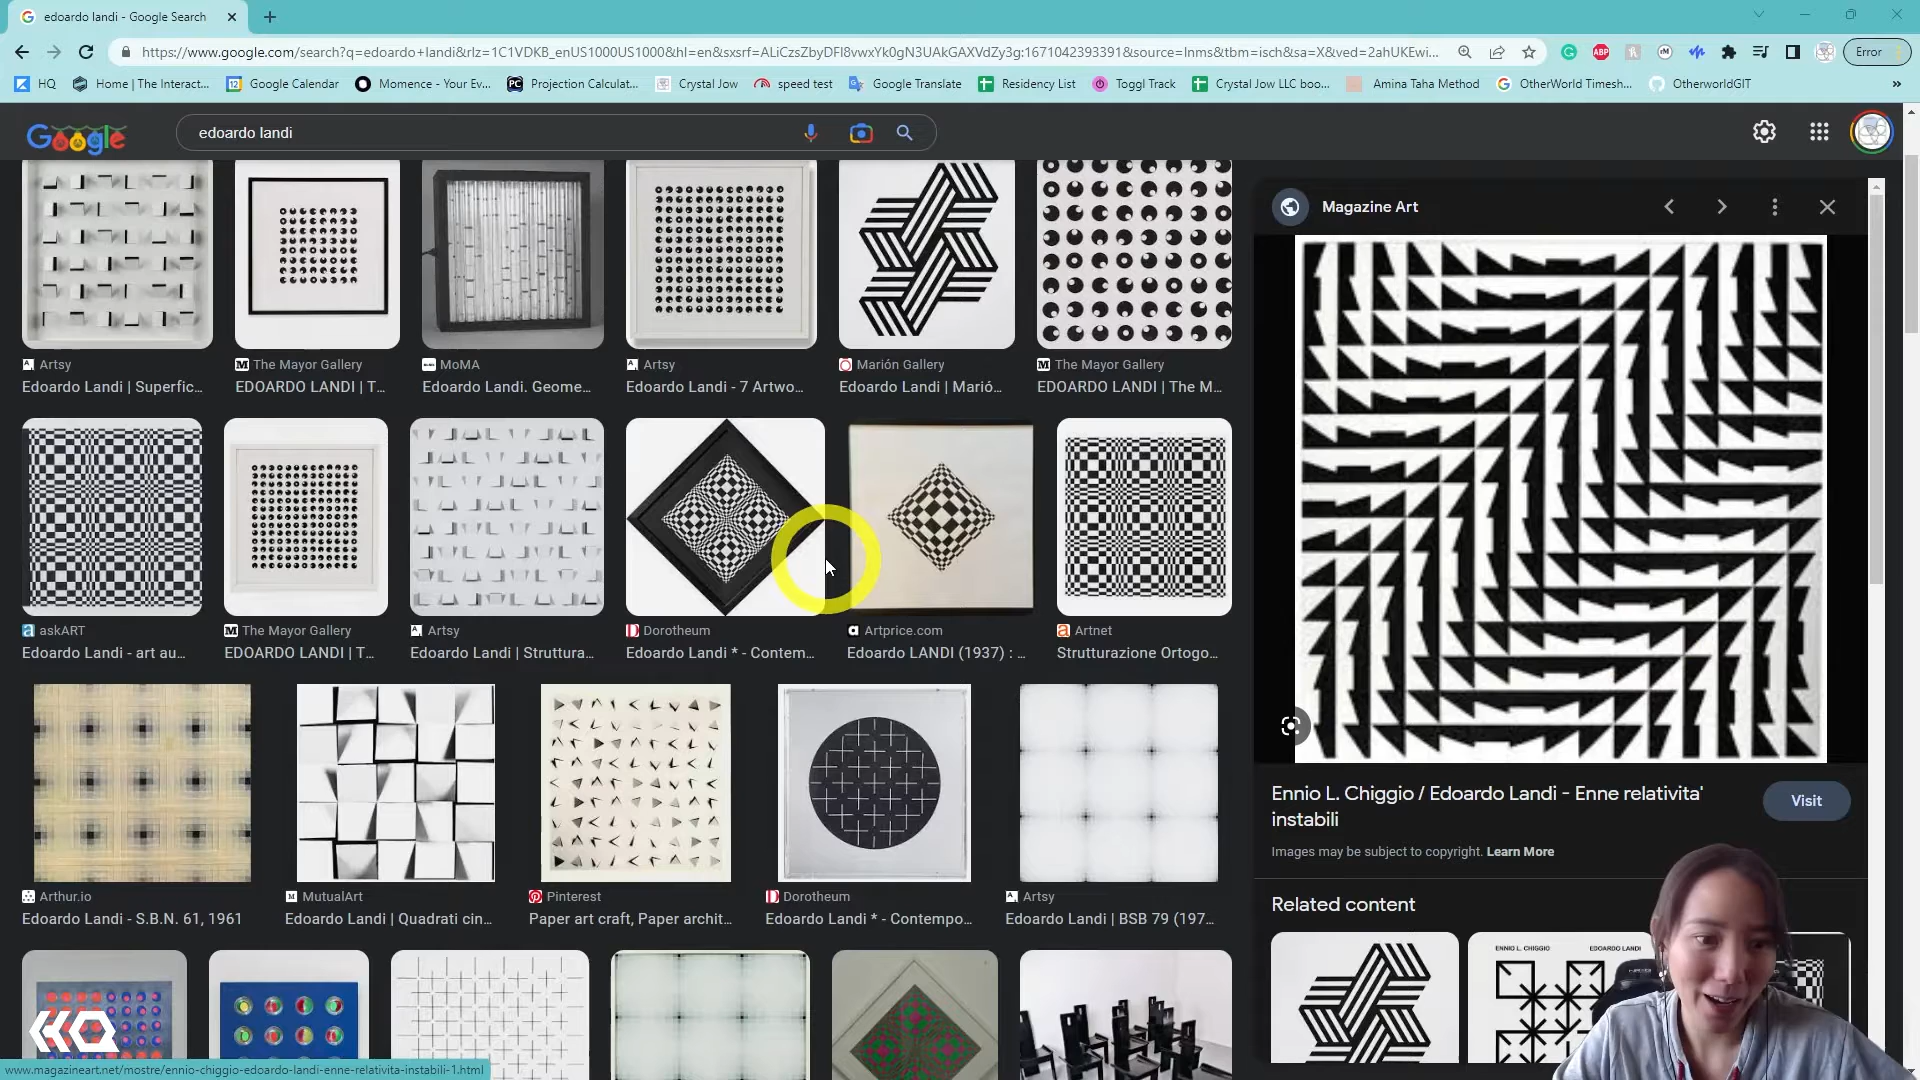 edoardo landi - Google Search
https://www.google.com/search?q=edoardo+landi&rlz=1C1VDKB_enUS1000US1000&hl=en&sxsrf=ALiCzsZbyDFl8vwxYk0gN3UAkGAXVdZy3g:1671042393391&source=lnms&tbm=isch&sa=X&ved=2ahUKEwi...
Error
HQ
Home | The Interact...
Google Calendar
Momence - Your Ev...
Projection Calculat...
Crystal Jow
speed test
Google Translate
Residency List
Toggl Track
Crystal Jow LLC boo...
Amina Taha Method
OtherWorld Timesh...
OtherworldGIT
Google
edoardo landi
Artsy
Edoardo Landi | Superfic...
The Mayor Gallery
EDOARDO LANDI | T...
MoMA
Edoardo Landi. Geome...
Artsy
Edoardo Landi - 7 Artwo...
Marión Gallery
Edoardo Landi | Marió...
The Mayor Gallery
EDOARDO LANDI | The M...
askART
Edoardo Landi - art au...
The Mayor Gallery
EDOARDO LANDI | T...
Artsy
Edoardo Landi | Struttura...
Dorotheum
Edoardo Landi * - Contem...
Artprice.com
Edoardo LANDI (1937) : ...
Artnet
Strutturazione Ortogo...
Arthur.io
Edoardo Landi - S.B.N. 61, 1961
MutualArt
Edoardo Landi | Quadrati cin...
Pinterest
Paper art craft, Paper archit...
Dorotheum
Edoardo Landi * - Contempo...
Artsy
Edoardo Landi | BSB 79 (197...
Magazine Art
Ennio L. Chiggio / Edoardo Landi - Enne relativita'
instabili
Visit
Images may be subject to copyright. Learn More
Related content
ENNIO L. CHIGGIO
EDOARDO LANDI
HQ
www.magazineart.net/mostre/ennio-chiggio-edoardo-landi-enne-relativita-instabili-1.html